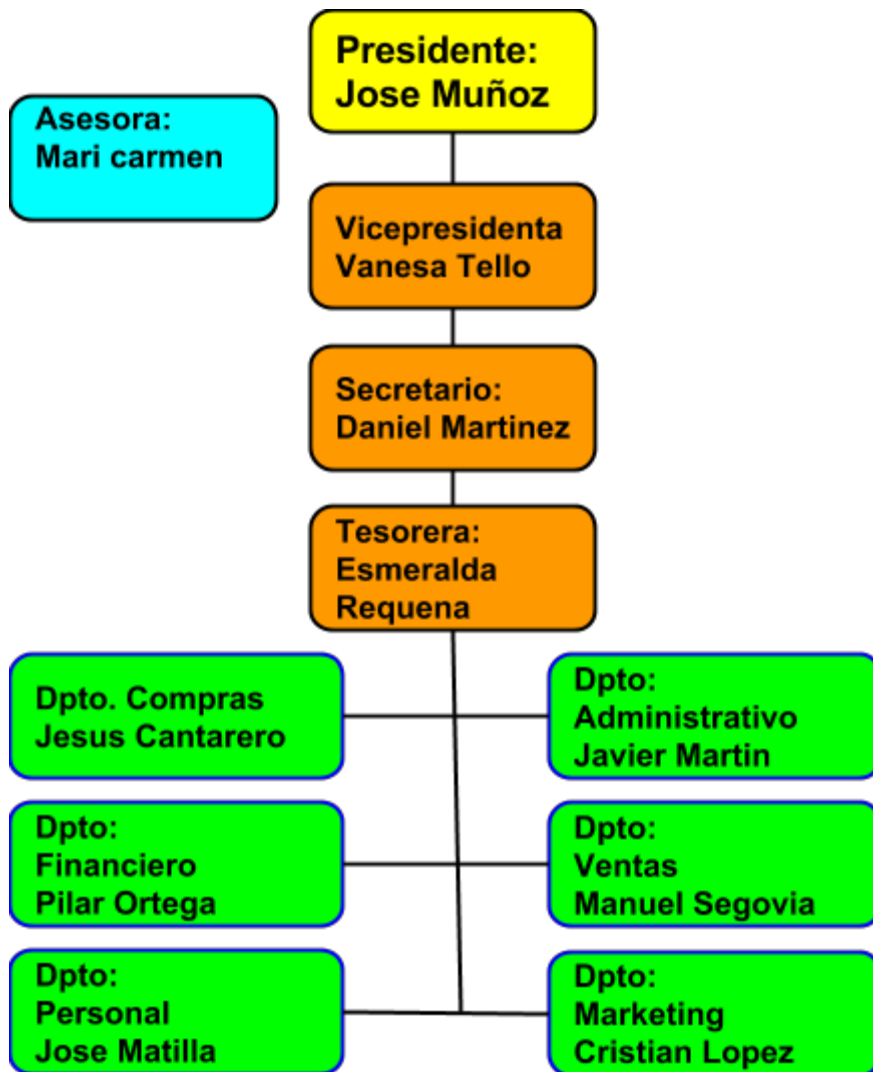 Presidente:
Jose Muñoz
Asesora:
Mari carmen
Vicepresidenta
Vanesa Tello
Secretario:
Daniel Martinez
Tesorera:
Esmeralda
Requena
Dpto. Compras
Jesus Cantarero
Dpto:
Administrativo
Javier Martin
Dpto:
Financiero
Pilar Ortega
Dpto:
Ventas
Manuel Segovia
Dpto:
Personal
Jose Matilla
Dpto:
Marketing
Cristian Lopez